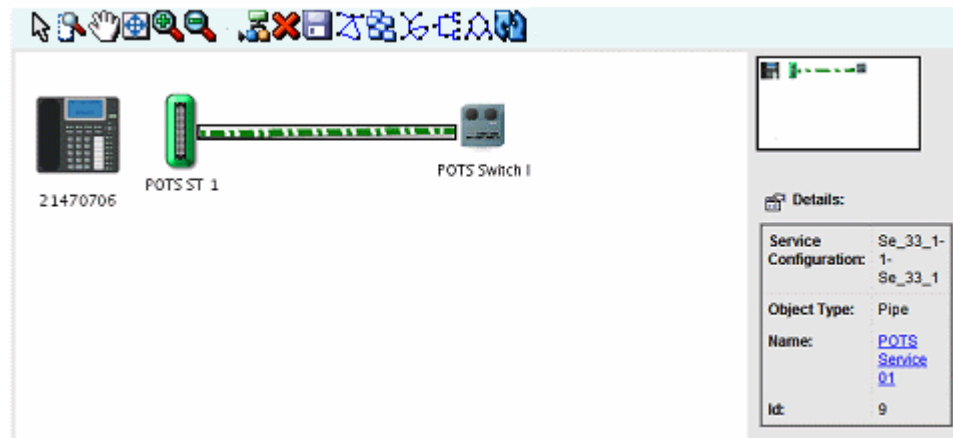 21470706
POTS ST 1
POTS Switch I
Details:
Service Configuration:
Se_33_1-
1-
Se_33_1
Object Type:
Pipe
Name:
POTS
Service
01
Id:
9